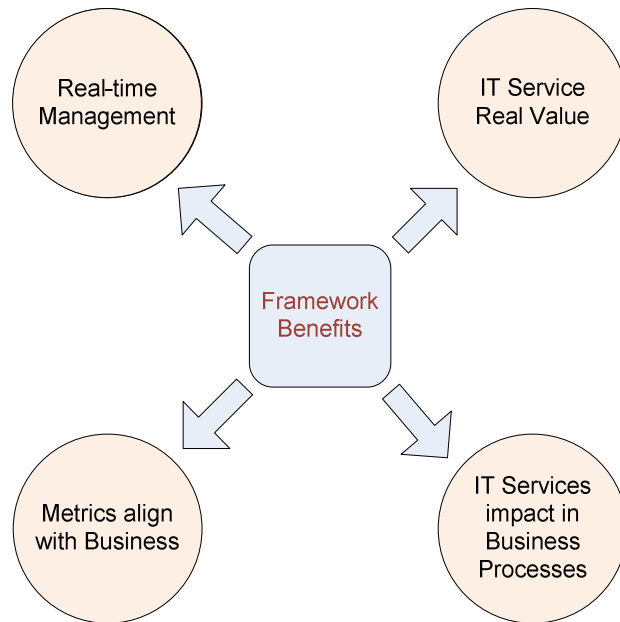 Real-time
Management
IT Service
Real Value
Framework
Benefits
Metrics align
with Business
IT Services
impact in
Business
Processes